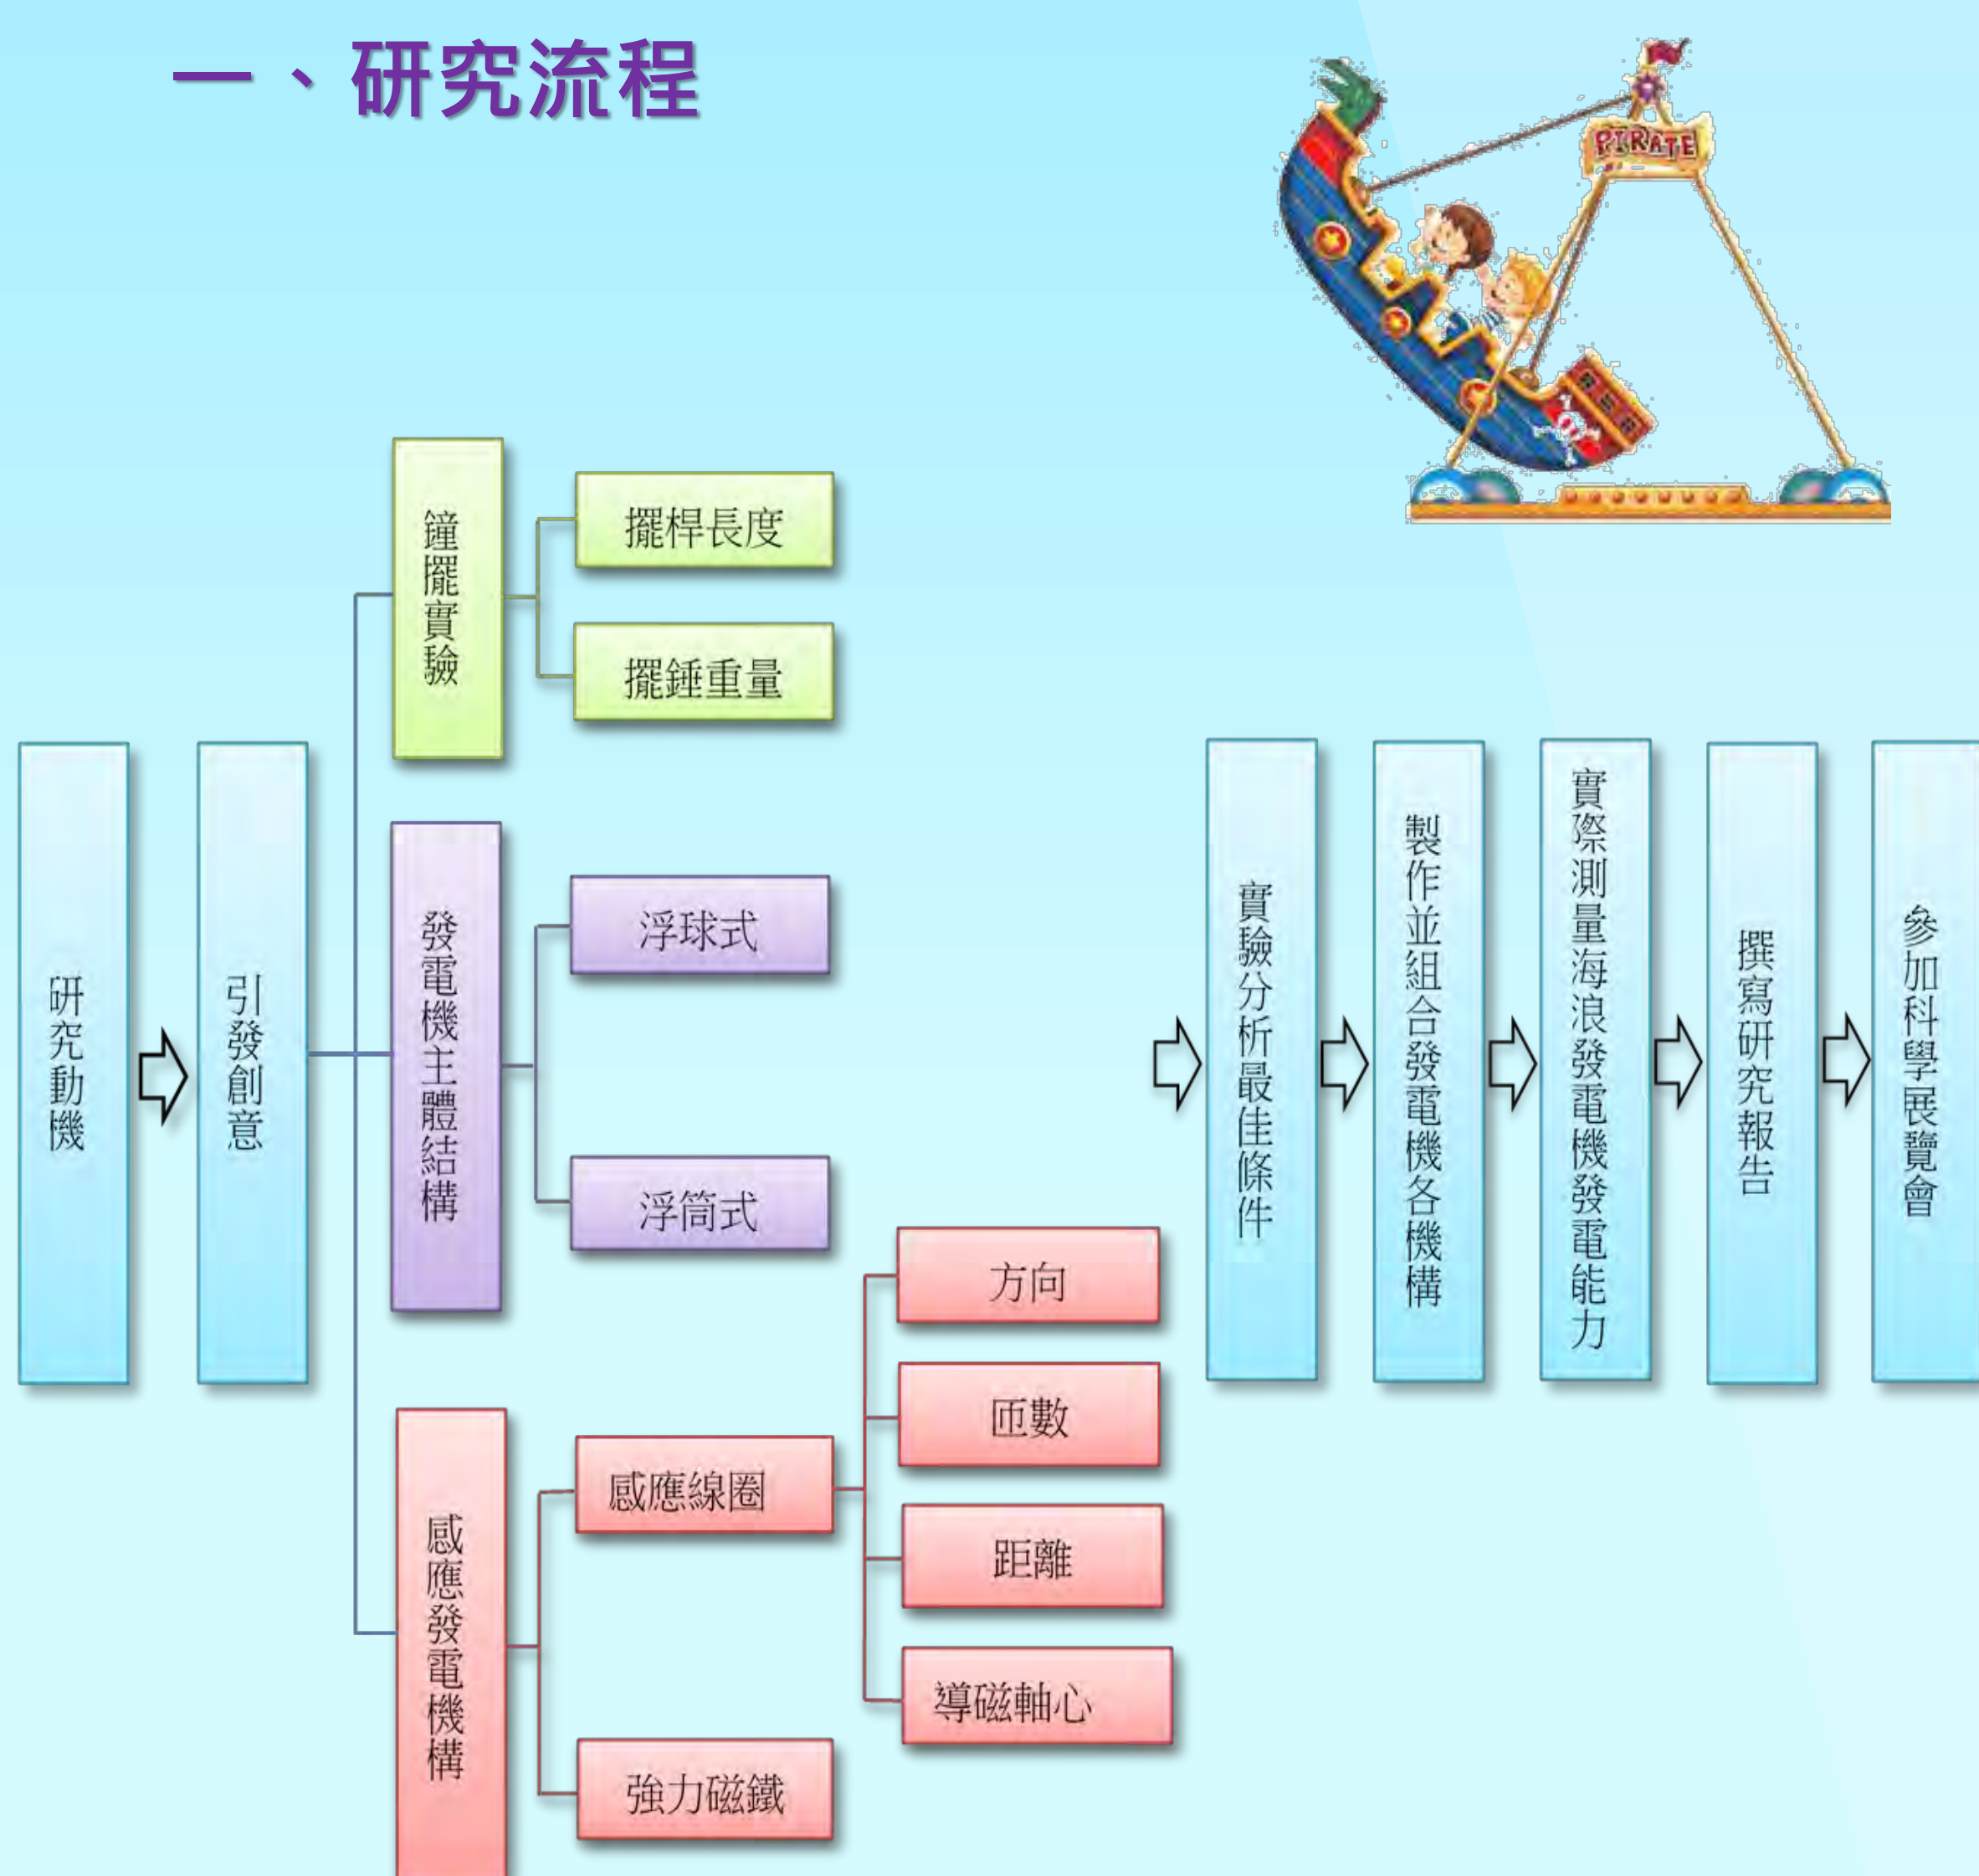 一、研究流程
PIRATE
研究動機
引發創意
鐘擺實驗
擺桿長度
擺錘重量
發電機主體結構
浮球式
浮筒式
感應發電機構
感應線圈
方向
匝數
距離
導磁軸心
強力磁鐵
實驗分析最佳條件
製作並組合發電機各機構
實際測量海浪發電機發電能力
撰寫研究報告
參加科學展覽會